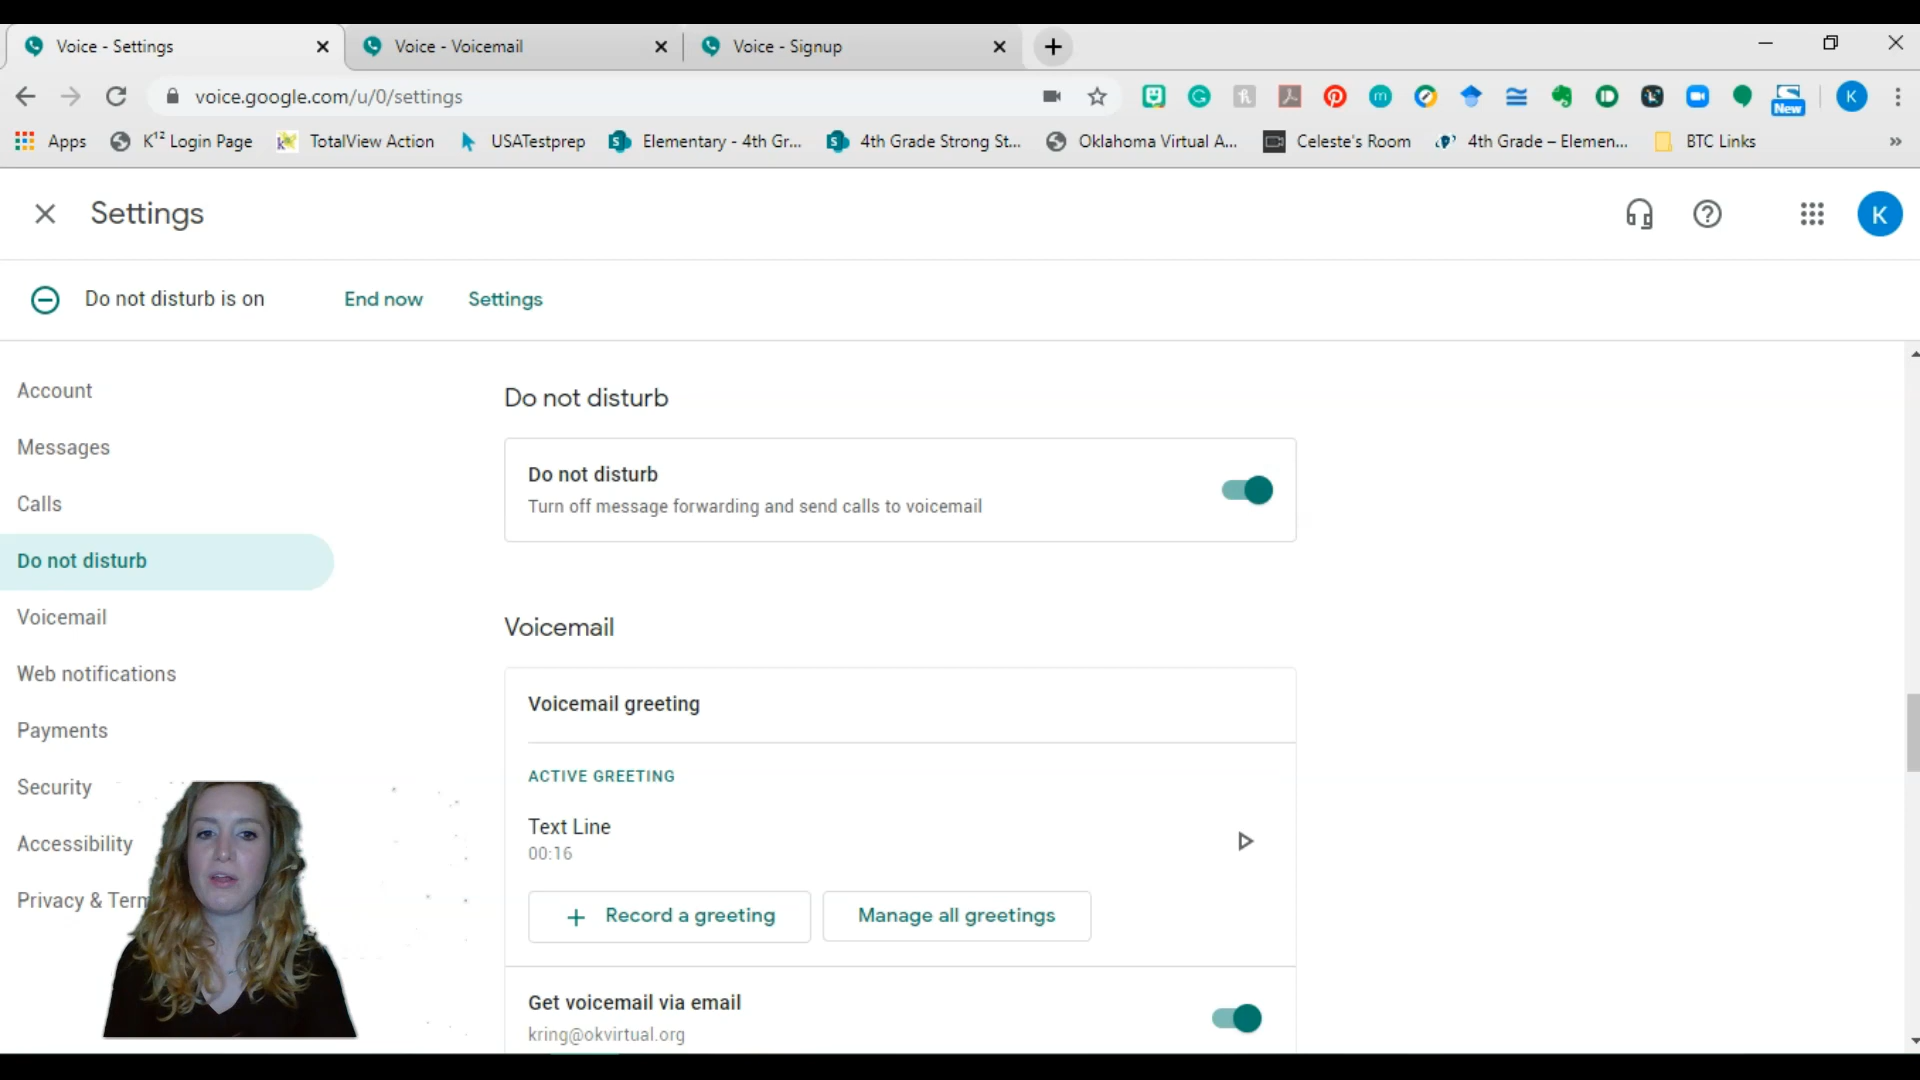 Voice - Settings
Voice - Voicemail
Voice - Signup
voice.google.com/u/0/settings
New
K
Apps
K¹² Login Page
TotalView Action
USATestprep
Elementary - 4th Gr...
4th Grade Strong St...
Oklahoma Virtual A...
Celeste's Room
4th Grade – Elemen...
BTC Links
»
Settings
K
Do not disturb is on
End now
Settings
Account
Messages
Calls
Do not disturb
Voicemail
Web notifications
Payments
Security
Accessibility
Privacy & Term
Do not disturb
Do not disturb
Turn off message forwarding and send calls to voicemail
Voicemail
Voicemail greeting
ACTIVE GREETING
Text Line
00:16
+ Record a greeting
Manage all greetings
Get voicemail via email
kring@okvirtual.org